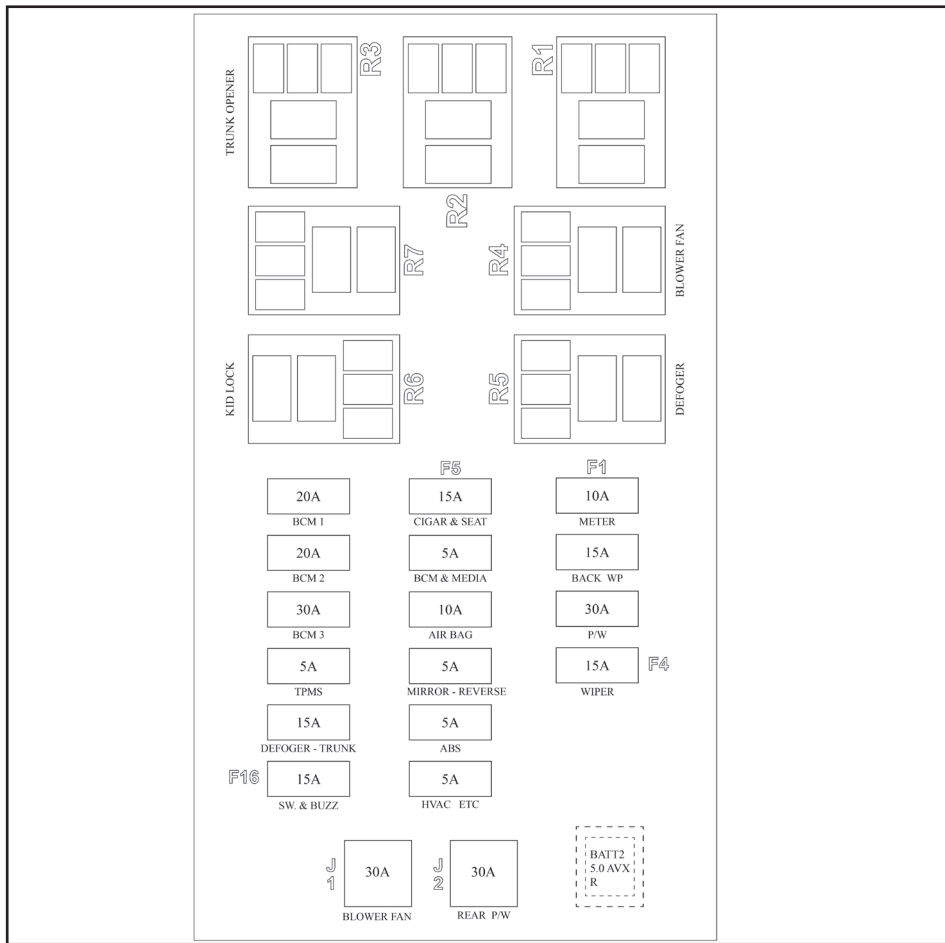 R3
R1
TRUNK OPENER
R2
R7
R4
BLOWER FAN
KID LOCK
R6
R5
DEFOGER
F5
F1
20A
15A
10A
BCM 1
CIGAR & SEAT
METER
20A
5A
15A
BCM 2
BCM & MEDIA
BACK WP
30A
10A
30A
BCM 3
AIR BAG
P/W
5A
5A
15A
F4
TPMS
MIRROR - REVERSE
WIPER
15A
5A
DEFOGER - TRUNK
ABS
F16
15A
5A
SW. & BUZZ
HVAC ETC
J1
30A
J2
30A
BATT2
5.0 AVX
R
BLOWER FAN
REAR P/W